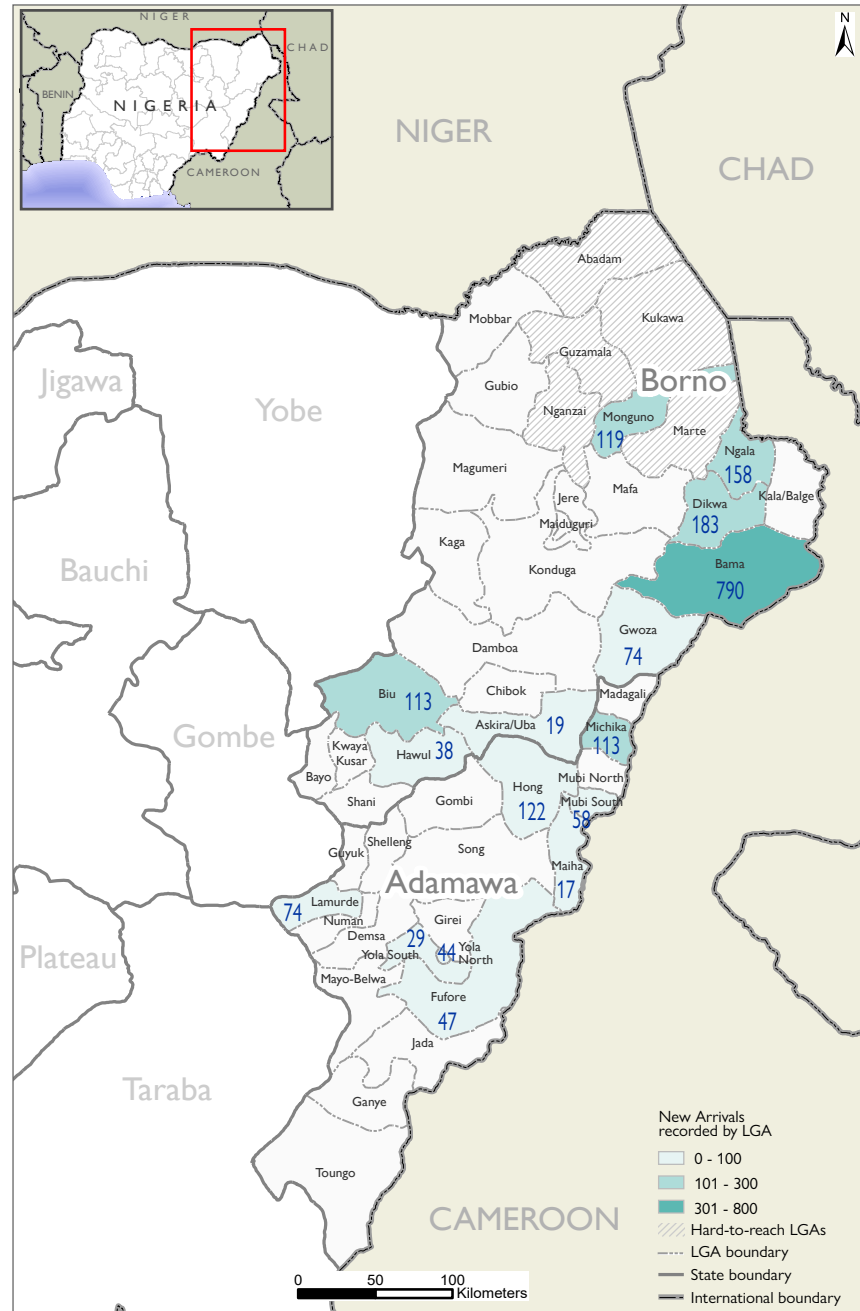 NIGER
CHAD
BENIN
NIGERIA
CAMEROON
N
NIGER
CHAD
Abadam
Mobbar
Kukawa
Guzamala
Jigawa
Borno
Gubio
Yobe
Nganzai
Monguno
119
Marte
Ngala
158
Magumeri
Jere
Mafa
Dikwa
Kala/Balge
183
Maiduguri
Kaga
Bauchi
Konduga
Bama
790
Gwoza
74
Damboa
Chibok
Biu
113
Madagali
Askira/Uba
19
Michika
113
Gombe
Kwaya
Kusar
Hawul
38
Bayo
Mubi North
Hong
122
Shani
Gombi
Mubi South
58
Shelleng
Song
Guyuk
Maiha
17
Adamawa
Lamurde
74
Numan
Girei
Demsa
29
44
Yola
North
Yola South
Plateau
Mayo-Belwa
Fufore
47
Jada
Taraba
Ganye
Toungo
CAMEROON
New Arrivals
recorded by LGA
0 - 100
101 - 300
301 - 800
Hard-to-reach LGAs
LGA boundary
State boundary
International boundary
0 50 100
Kilometers